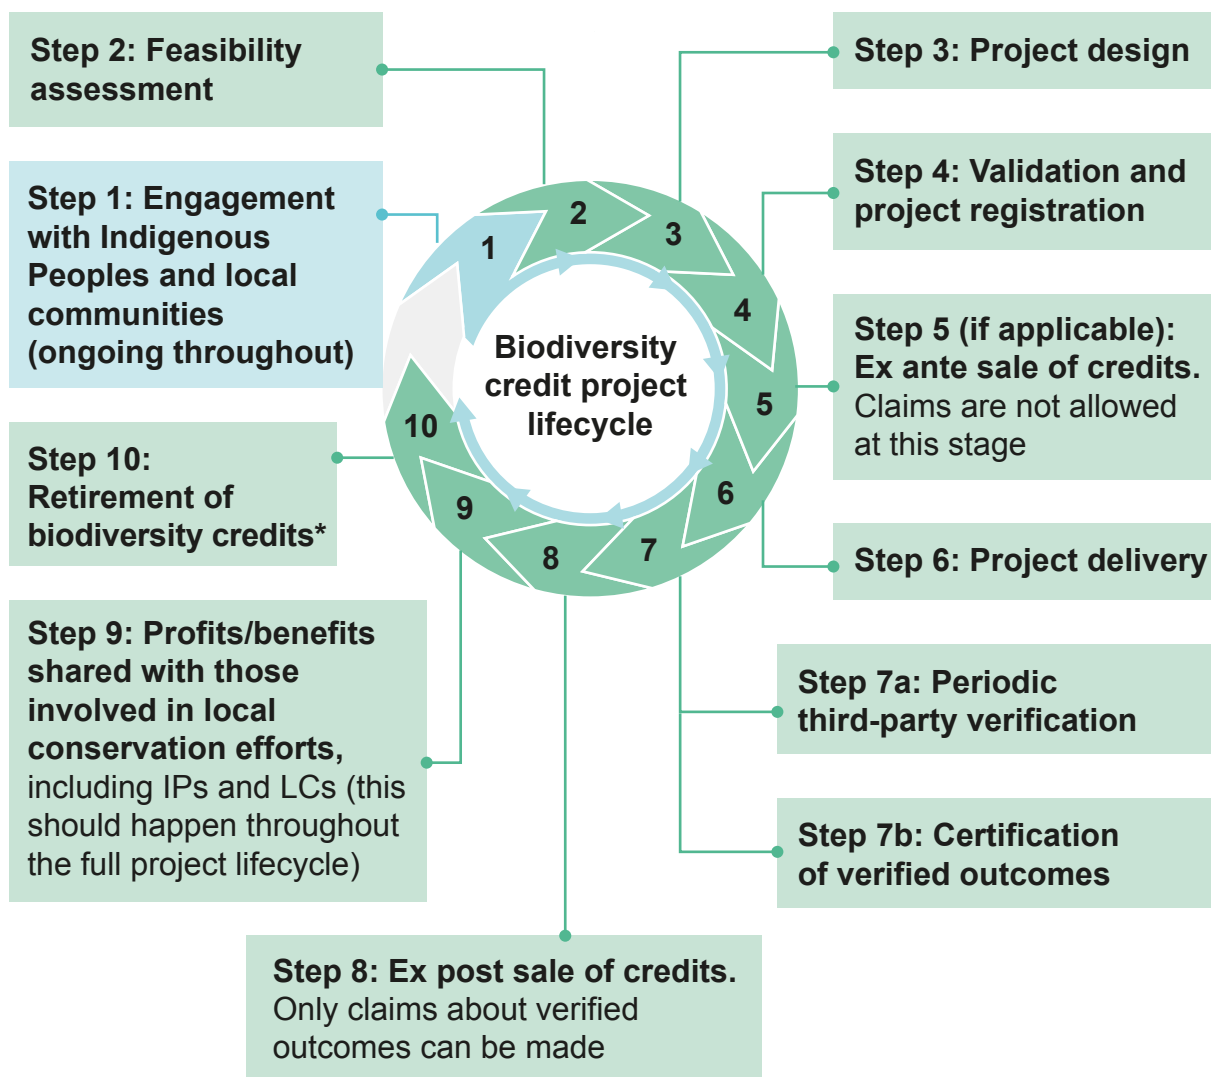 Step 2: Feasibility
assessment
Step 3: Project design
Step 1: Engagement
with Indigenous
Peoples and local
communities
(ongoing throughout)
Step 4: Validation and
project registration
Step 5 (if applicable):
Ex ante sale of credits.
Claims are not allowed
at this stage
Step 10:
Retirement of
biodiversity credits*
Step 6: Project delivery
Step 9: Profits/benefits
shared with those
involved in local
conservation efforts,
including IPs and LCs (this
should happen throughout
the full project lifecycle)
Step 7a: Periodic
third-party verification
Step 7b: Certification
of verified outcomes
Step 8: Ex post sale of credits.
Only claims about verified
outcomes can be made
Biodiversity
credit project
lifecycle
1
2
3
4
5
6
7
8
9
10